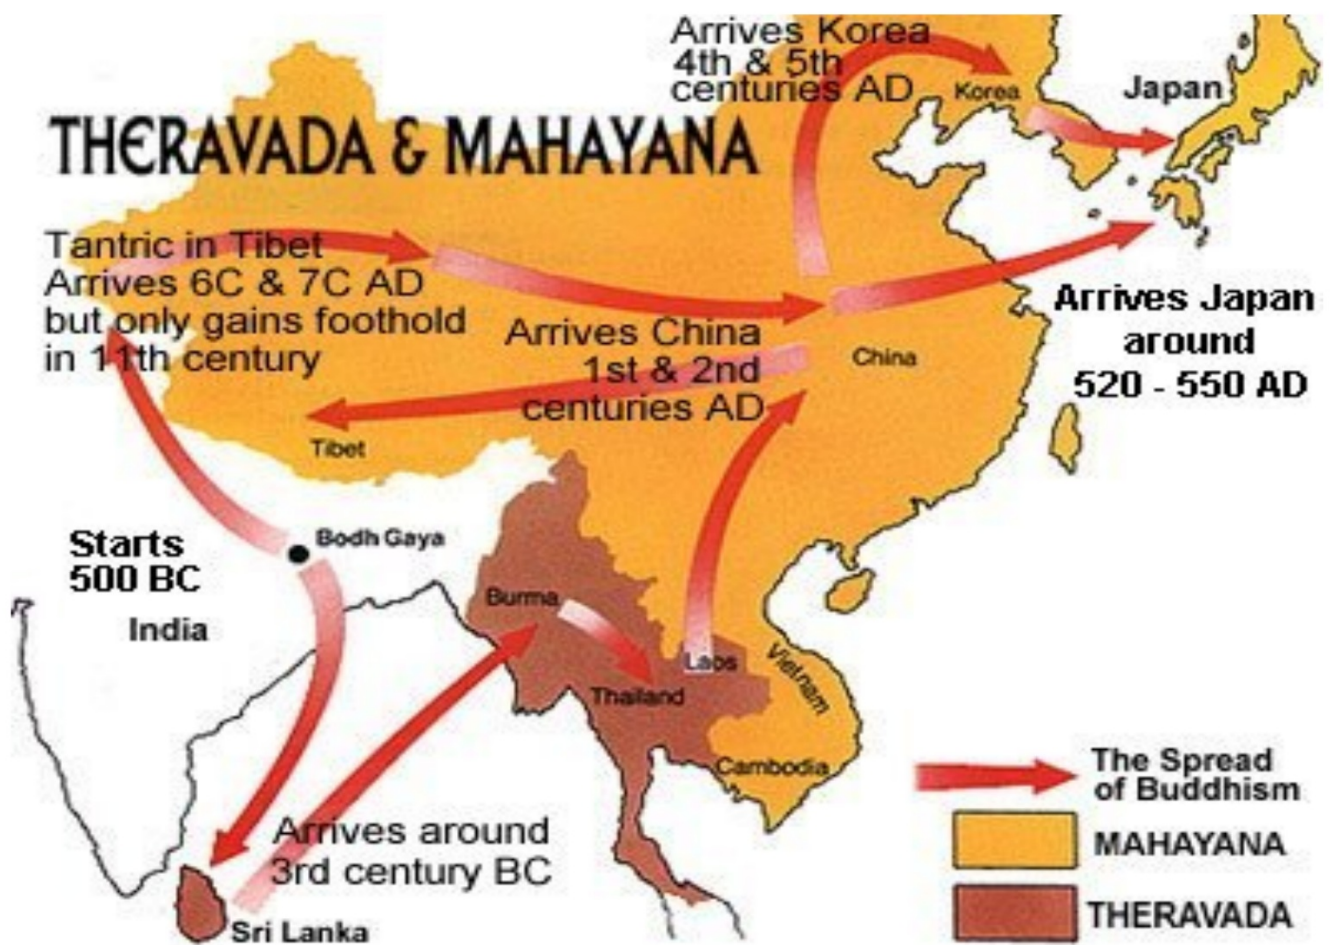 Arrives Korea
4th & 5th
centuries AD
Korea
Japan
THERAVADA & MAHAYANA
Tantric in Tibet
Arrives 6C & 7C AD
but only gains foothold
in 11th century
Arrives China
1st & 2nd
centuries AD
China
Arrives Japan
around
520 - 550 AD
Tibet
Starts
500 BC
Bodh Gaya
India
Burma
Laos
Thailand
Vietnam
Cambodia
Arrives around
3rd century BC
Sri Lanka
The Spread
of Buddhism
MAHAYANA
THERAVADA